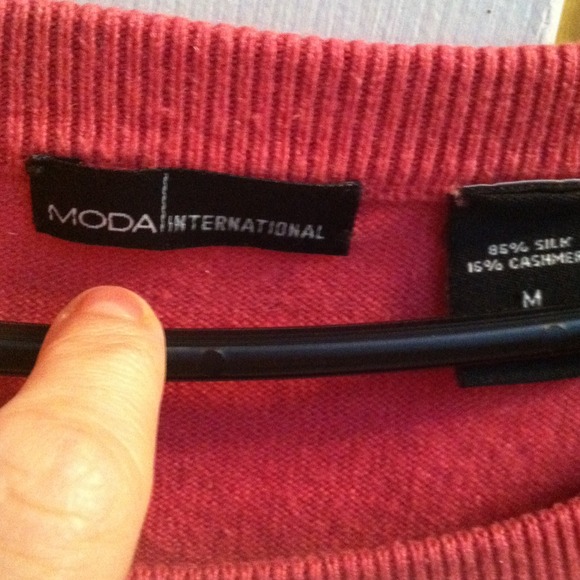 MODA INTERNATIONAL
85% SILK
15% CASHMER
M